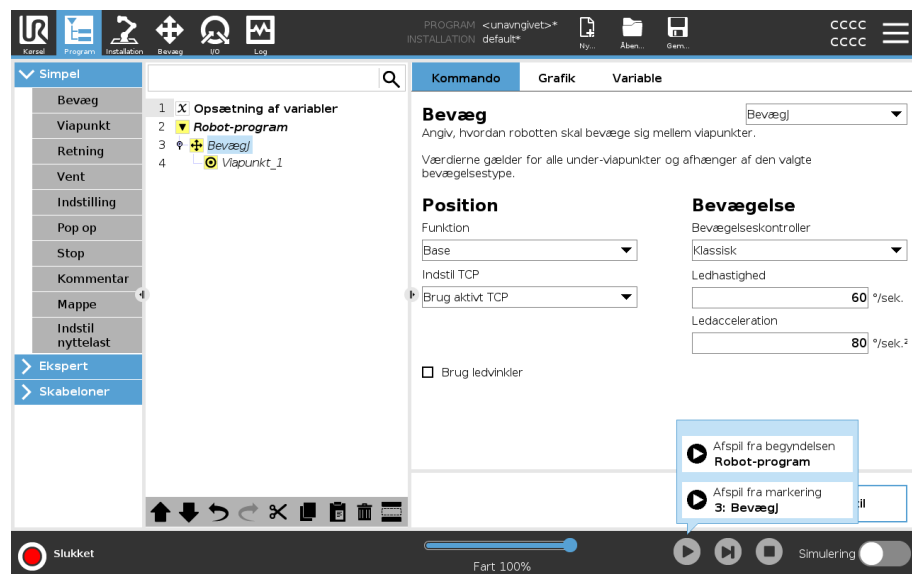 PROGRAM <unavngivet>*
INSTALLATION default*
Kørsel
Program
Installation
Bevæg
I/O
Log
Ny...
Åben...
Gem...
CCCC
CCCC
Simpel
Bevæg
Viapunkt
Retning
Vent
Indstilling
Pop op
Stop
Kommentar
Mappe
Indstil
nyttelast
Ekspert
Skabeloner
1 X Opsætning af variabler
2 Robot-program
3 BevægJ
4 Viapunkt_1
Kommando Grafik Variable
Bevæg
BevægJ
Angiv, hvordan robotten skal bevæge sig mellem viapunkter.
Værdierne gælder for alle under-viapunkter og afhænger af den valgte
bevægelsestype.
Position
Funktion
Base
Indstil TCP
Brug aktivt TCP
Brug ledvinkler
Bevægelse
Bevægelseskontroller
Klassisk
Ledhastighed
60 °/sek.
Ledacceleration
80 °/sek.²
Afspil fra begyndelsen
Robot-program
Afspil fra markering
3: BevægJ
Slukket
Fart 100%
Simulering